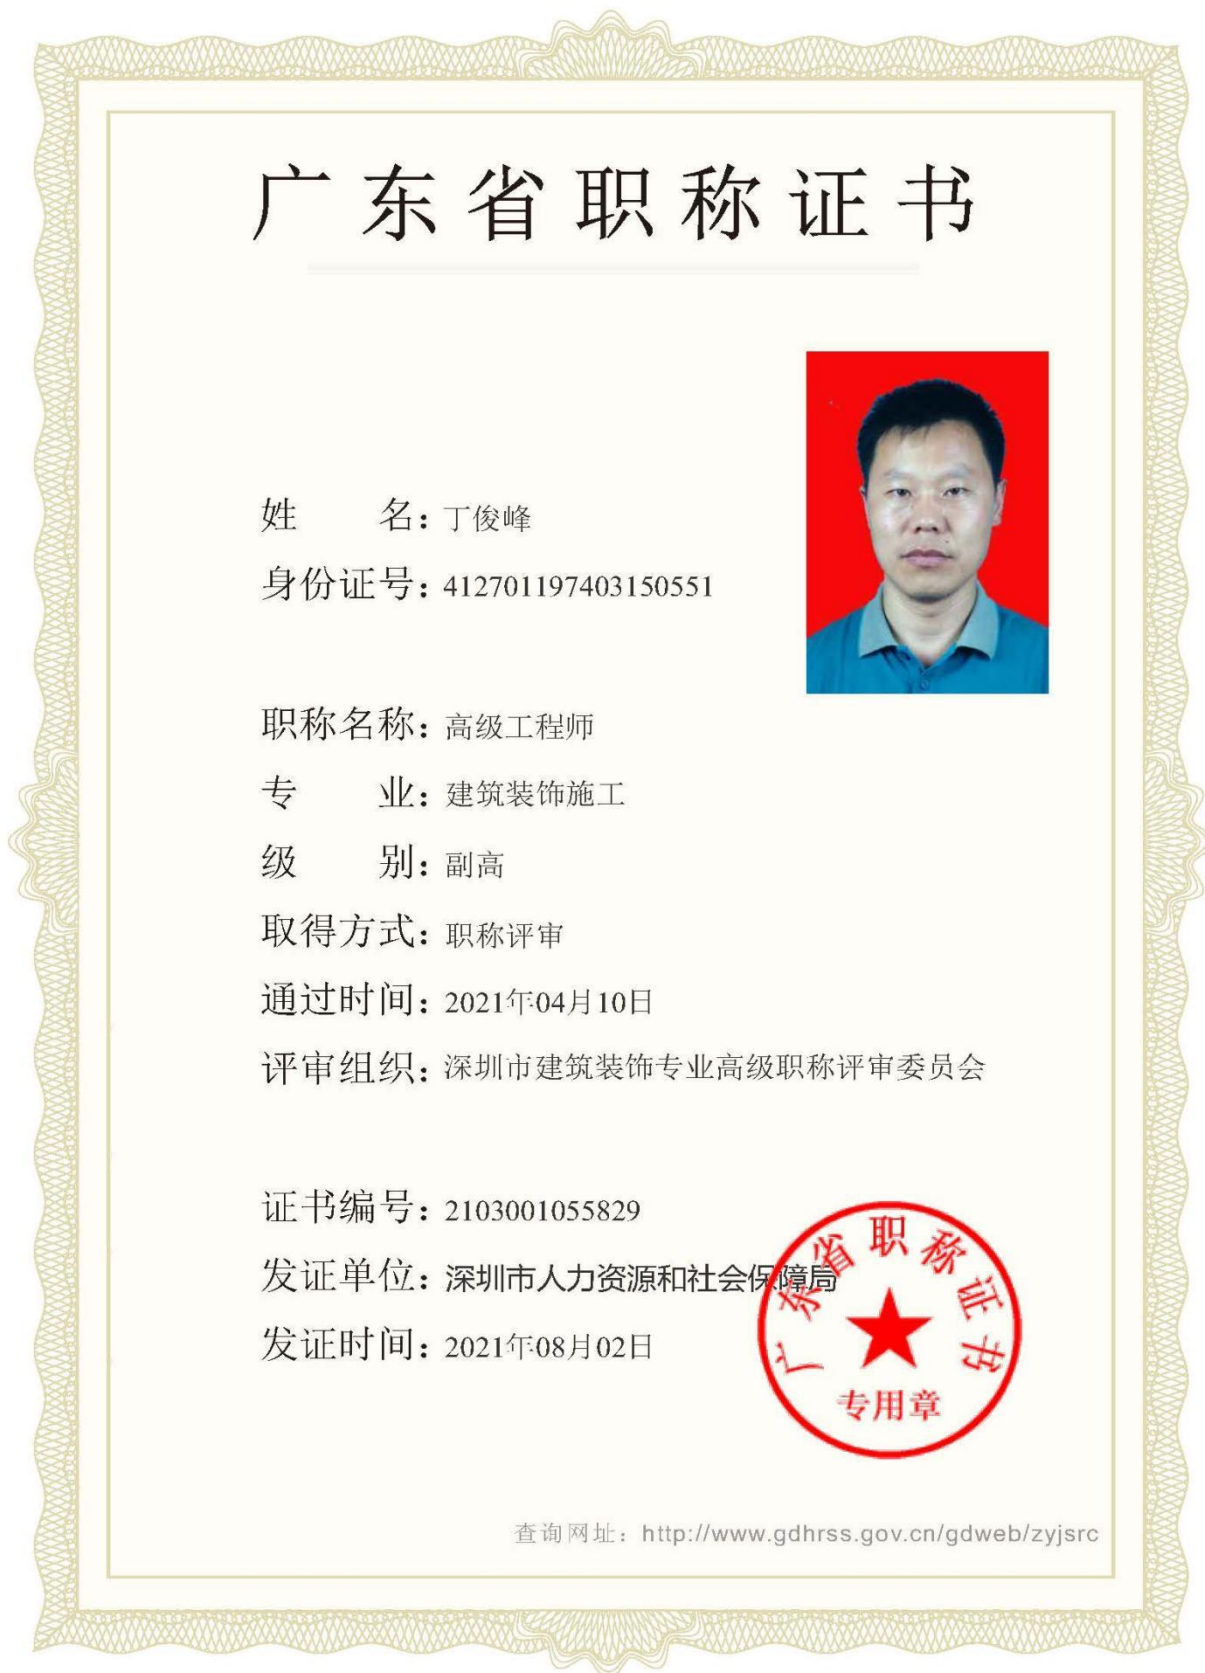 广东省职称证书
姓　　名：丁俊峰
身份证号：412701197403150551
职称名称：高级工程师
专　　业：建筑装饰施工
级　　别：副高
取得方式：职称评审
通过时间：2021年04月10日
评审组织：深圳市建筑装饰专业高级职称评审委员会
证书编号：2103001055829
发证单位：深圳市人力资源和社会保障局
发证时间：2021年08月02日
广东省职称证书
专用章
查询网址：http://www.gdhrss.gov.cn/gdweb/zyjsrc